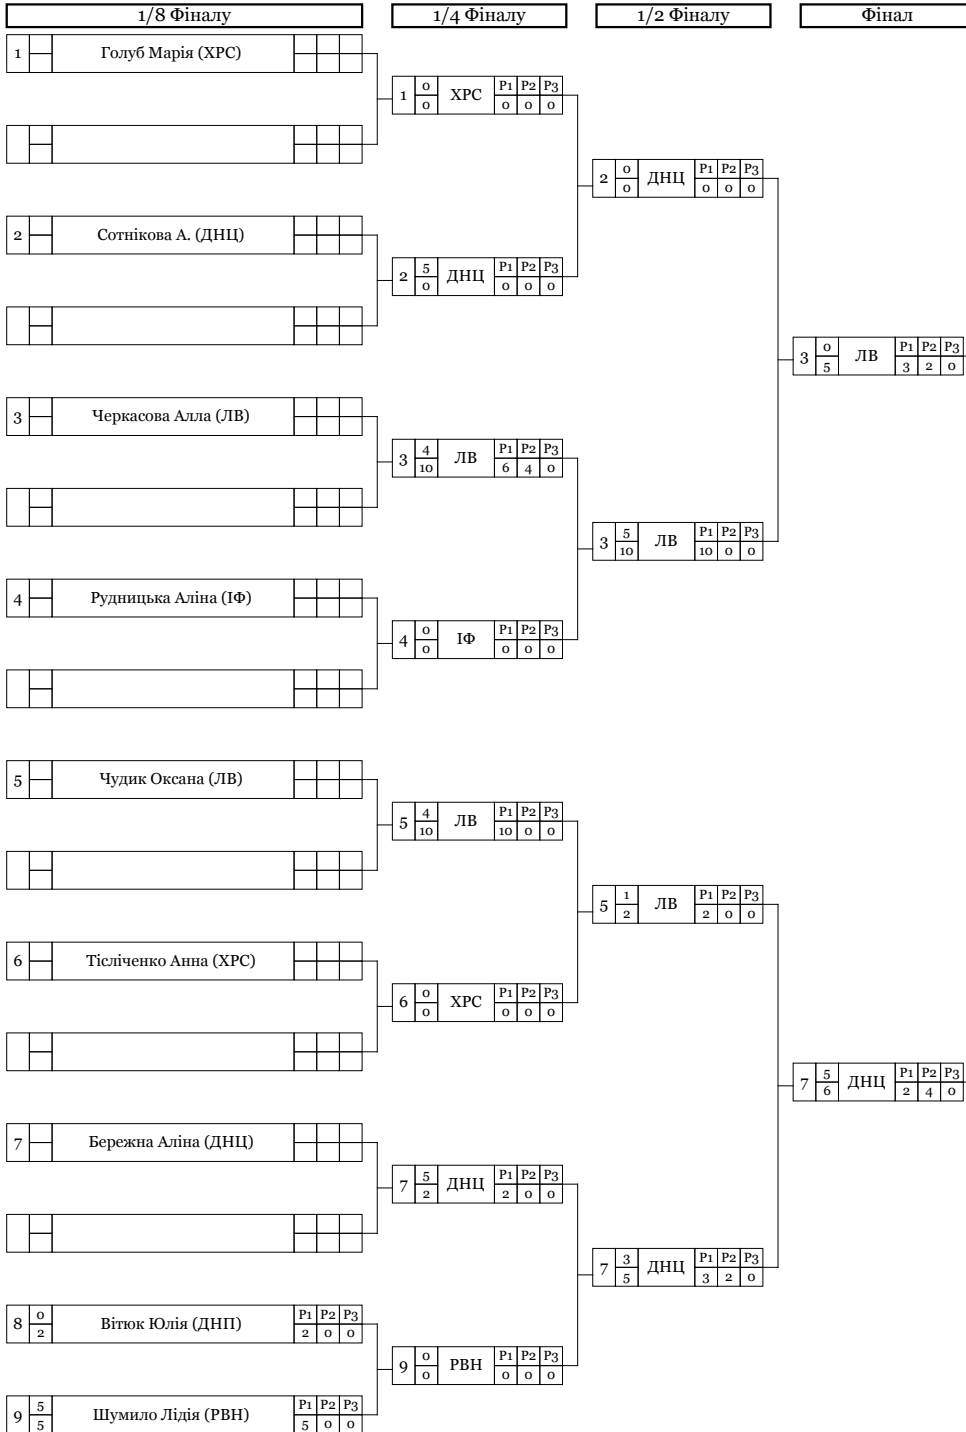 1/8 Фіналу 1/4 Фіналу 1/2 Фіналу Фінал
1 Голуб Марія (ХРС)
1 0 0 ХРС P1 P2 P3 0 0 0
2 0 0 ДНЦ P1 P2 P3 0 0 0
2 Сотнікова А. (ДНЦ)
2 5 0 ДНЦ P1 P2 P3 0 0 0
3 0 5 ЛВ P1 P2 P3 3 2 0
3 Черкасова Алла (ЛВ)
3 4 10 ЛВ P1 P2 P3 6 4 0
3 5 10 ЛВ P1 P2 P3 10 0 0
4 Рудницька Аліна (ІФ)
4 0 0 ІФ P1 P2 P3 0 0 0
5 Чудик Оксана (ЛВ)
5 4 10 ЛВ P1 P2 P3 10 0 0
5 1 2 ЛВ P1 P2 P3 2 0 0
6 Тісліченко Анна (ХРС)
6 0 0 ХРС P1 P2 P3 0 0 0
7 5 6 ДНЦ P1 P2 P3 2 4 0
7 Бережна Аліна (ДНЦ)
7 5 2 ДНЦ P1 P2 P3 2 0 0
7 3 5 ДНЦ P1 P2 P3 3 2 0
8 0 2 Вітюк Юлія (ДНП) P1 P2 P3 2 0 0
9 0 0 РВН P1 P2 P3 0 0 0
9 5 5 Шумило Лідія (РВН) P1 P2 P3 5 0 0